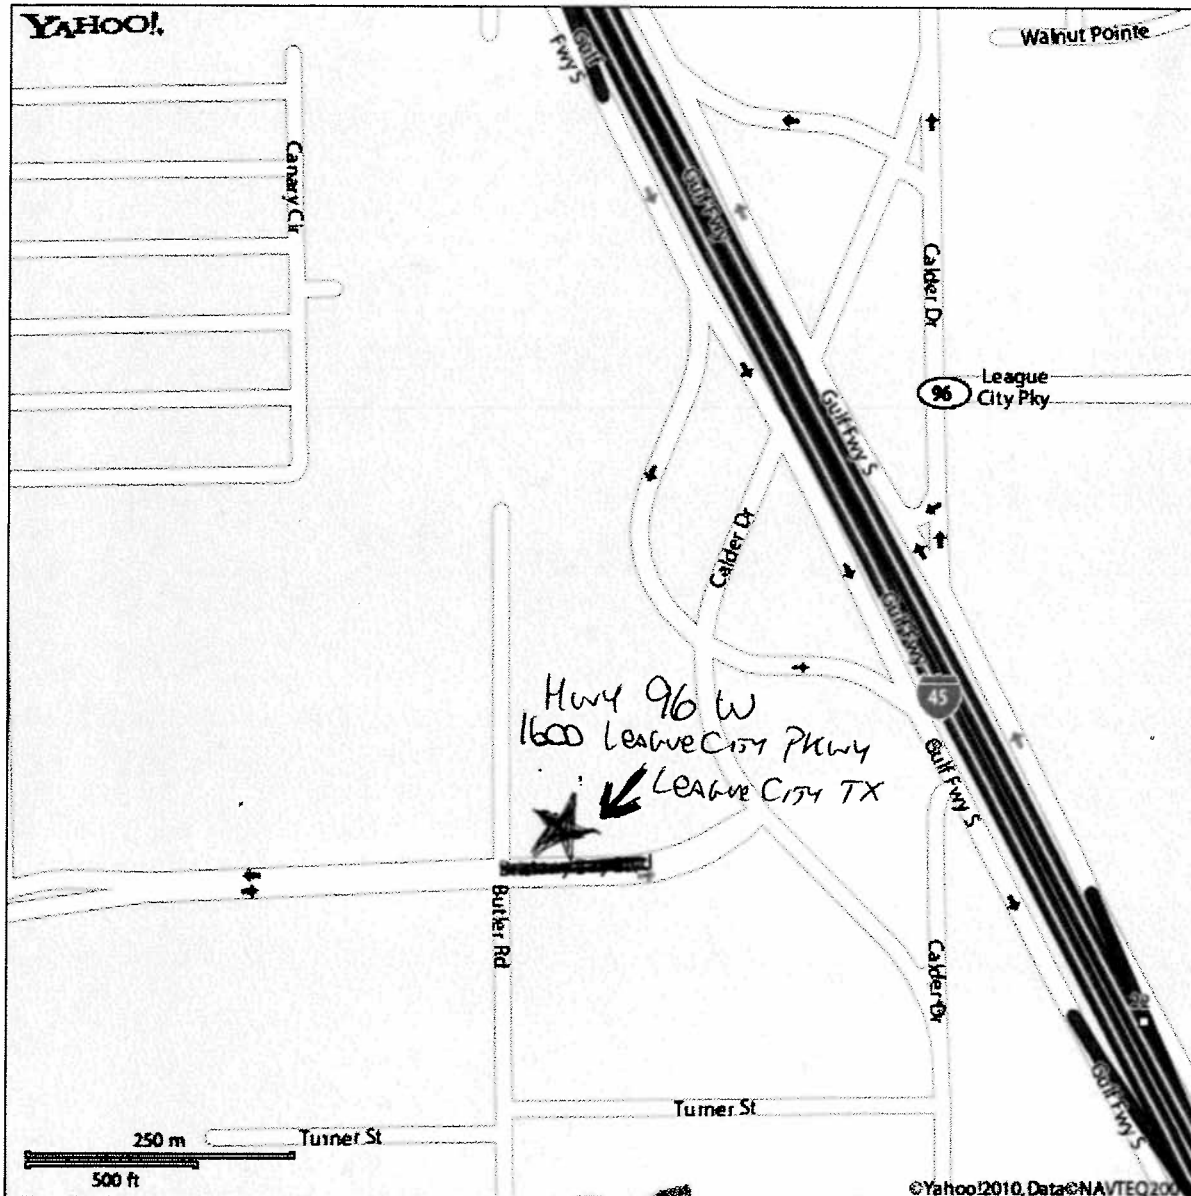 YAHOO!
Gulf
Fwy S
Walnut Pointe
Canary Cir
Gulf Fwy
Calder Dr
96
League
City Pky
Gulf Fwy S
Calder Dr
Gulf Fwy
45
Hwy 96 W
1600 League City Pkwy
League City TX
Gulf Fwy S
Butler Rd
Calder Dr
Gulf Fwy S
Turner St
Turner St
250 m
500 ft
©Yahoo!2010, Data©NAVTEQ200